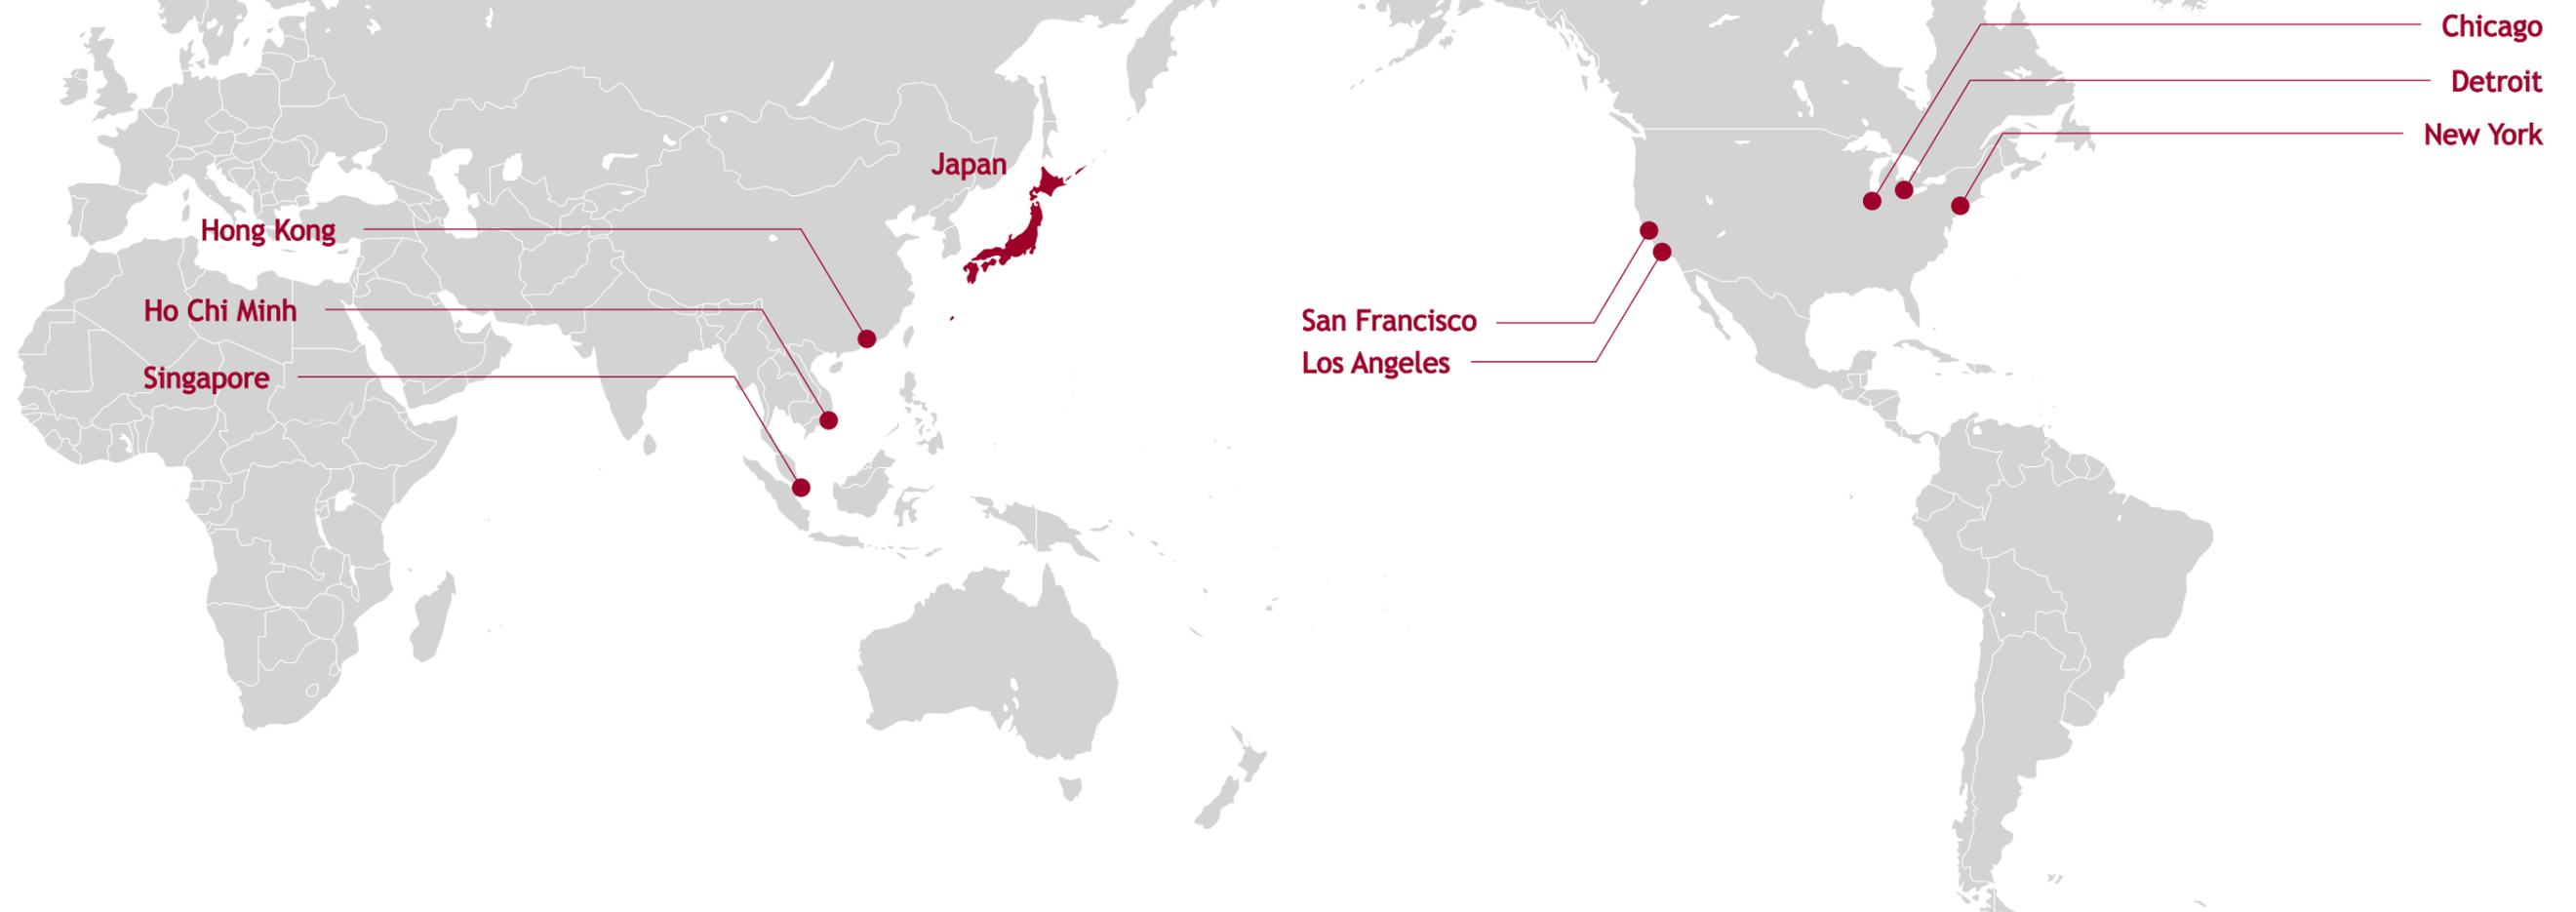 Chicago
Detroit
New York
Japan
Hong Kong
Ho Chi Minh
San Francisco
Los Angeles
Singapore